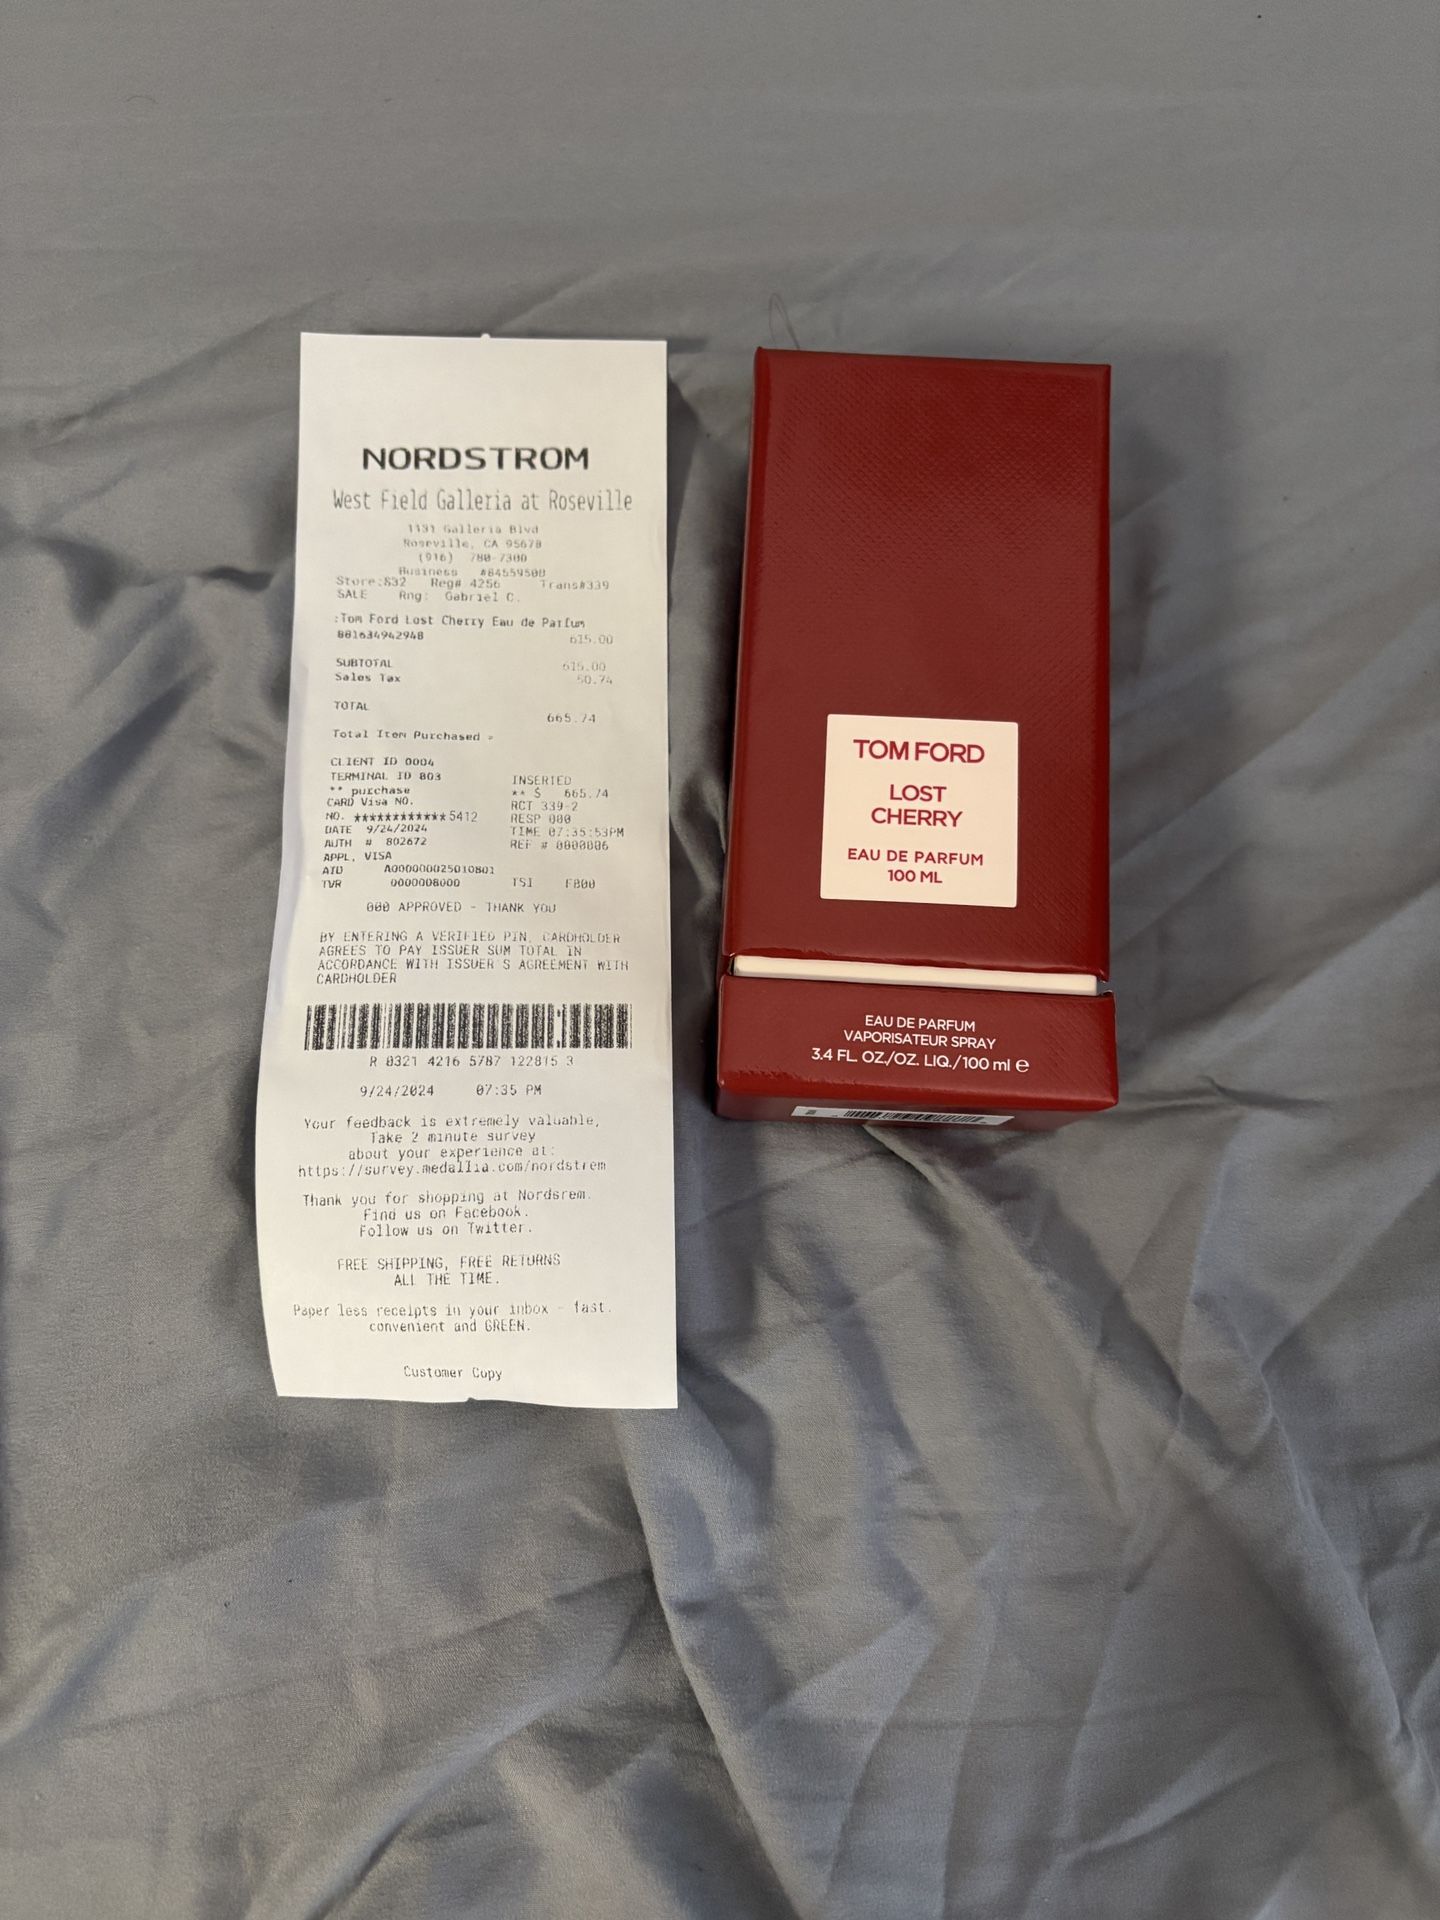 NORDSTROM
West Field Galleria at Roseville
1131 Galleria Blvd
Roseville, CA 95678
(916) 780-7300
Business #8455950B
Store:832 Reg# 4256 Trans#339
SALE Rng: Gabriel C.
:Tom Ford Lost Cherry Eau de Parfum
881634942948 615.00
SUBTOTAL 615.00
Sales Tax 50.74
TOTAL
665.74
Total Item Purchased =
CLIENT ID 0004
TERMINAL ID 803 INSERTED
** purchase ** $ 665.74
CARD Visa NO. RCT 339-2
NO. ************5412 RESP 000
DATE 9/24/2024 TIME 07:35:53PM
AUTH # 802672 REF # 0000006
APPL, VISA
AID A000000025010801
TVR 0000008000 TSI F800
000 APPROVED - THANK YOU
BY ENTERING A VERIFIED PIN, CARDHOLDER
AGREES TO PAY ISSUER SUM TOTAL IN
ACCORDANCE WITH ISSUER'S AGREEMENT WITH
CARDHOLDER
R 0321 4216 5787 122815 3
9/24/2024 07:35 PM
Your feedback is extremely valuable,
Take 2 minute survey
about your experience at:
https://survey.medallia.com/nordstrem
Thank you for shopping at Nordsrem.
Find us on Facebook.
Follow us on Twitter.
FREE SHIPPING, FREE RETURNS
ALL THE TIME.
Paper less receipts in your inbox - fast.
convenient and GREEN.
Customer Copy
TOM FORD
LOST
CHERRY
EAU DE PARFUM
100 ML
EAU DE PARFUM
VAPORISATEUR SPRAY
3.4 FL. OZ./OZ. LIQ./100 ml e